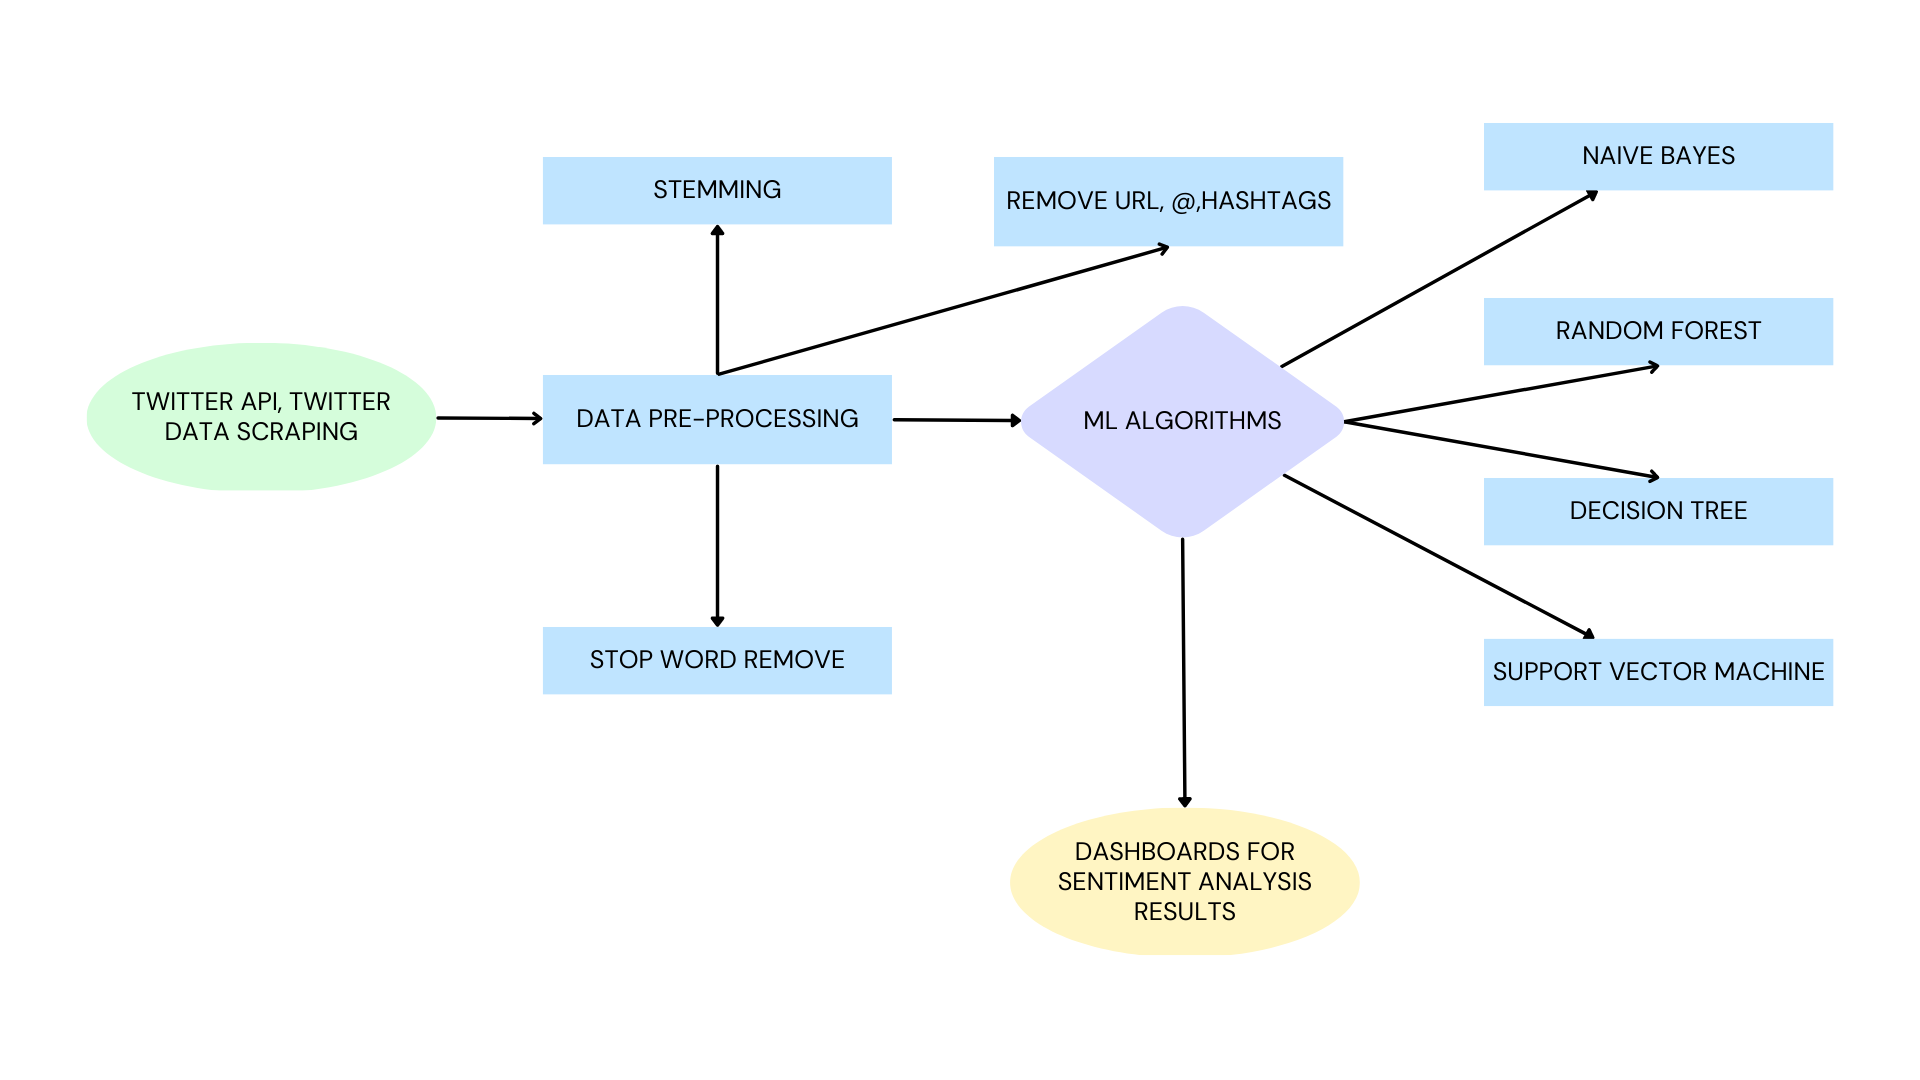 TWITTER API, TWITTER
DATA SCRAPING
DATA PRE-PROCESSING
STEMMING
REMOVE URL, @,HASHTAGS
STOP WORD REMOVE
ML ALGORITHMS
NAIVE BAYES
RANDOM FOREST
DECISION TREE
SUPPORT VECTOR MACHINE
DASHBOARDS FOR
SENTIMENT ANALYSIS
RESULTS